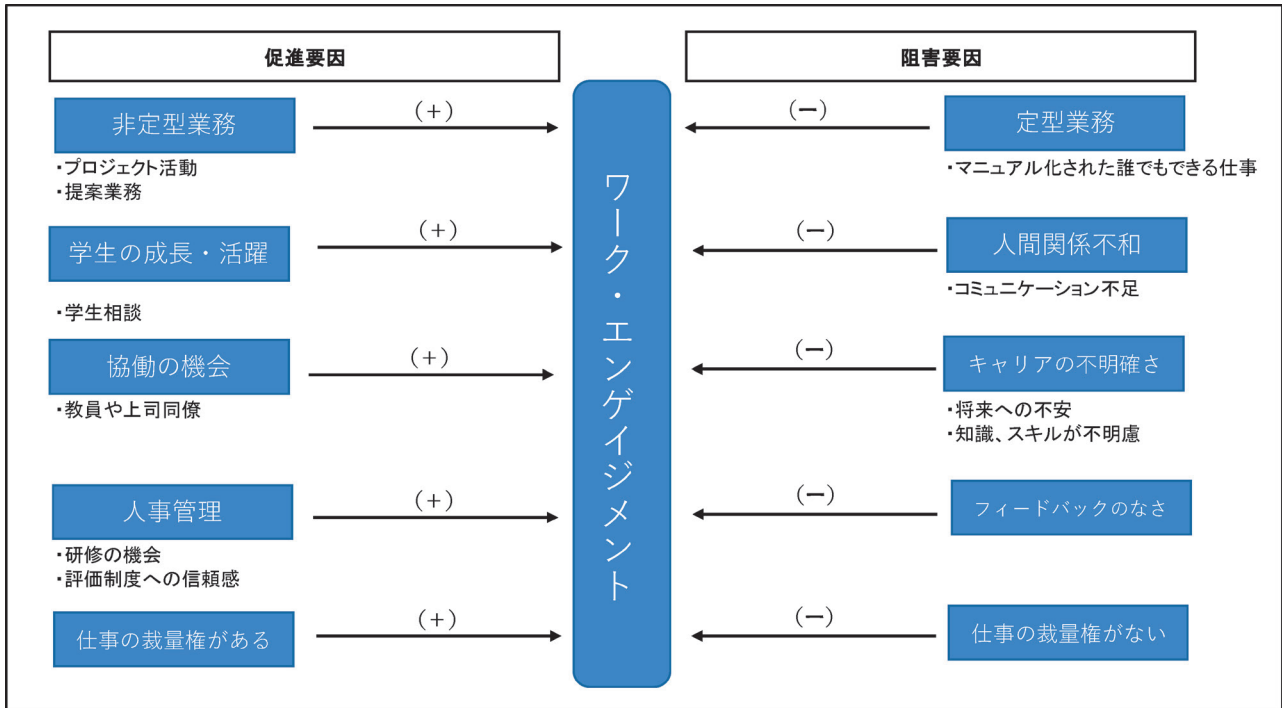 促進要因
阻害要因
非定型業務
(+)
・プロジェクト活動
・提案業務
学生の成長・活躍
(+)
・学生相談
協働の機会
(+)
・教員や上司同僚
人事管理
(+)
・研修の機会
・評価制度への信頼感
仕事の裁量権がある
(+)
ワーク・エンゲイジメント
(ー)
定型業務
・マニュアル化された誰でもできる仕事
(ー)
人間関係不和
・コミュニケーション不足
(ー)
キャリアの不明確さ
・将来への不安
・知識、スキルが不明慮
(ー)
フィードバックのなさ
(ー)
仕事の裁量権がない